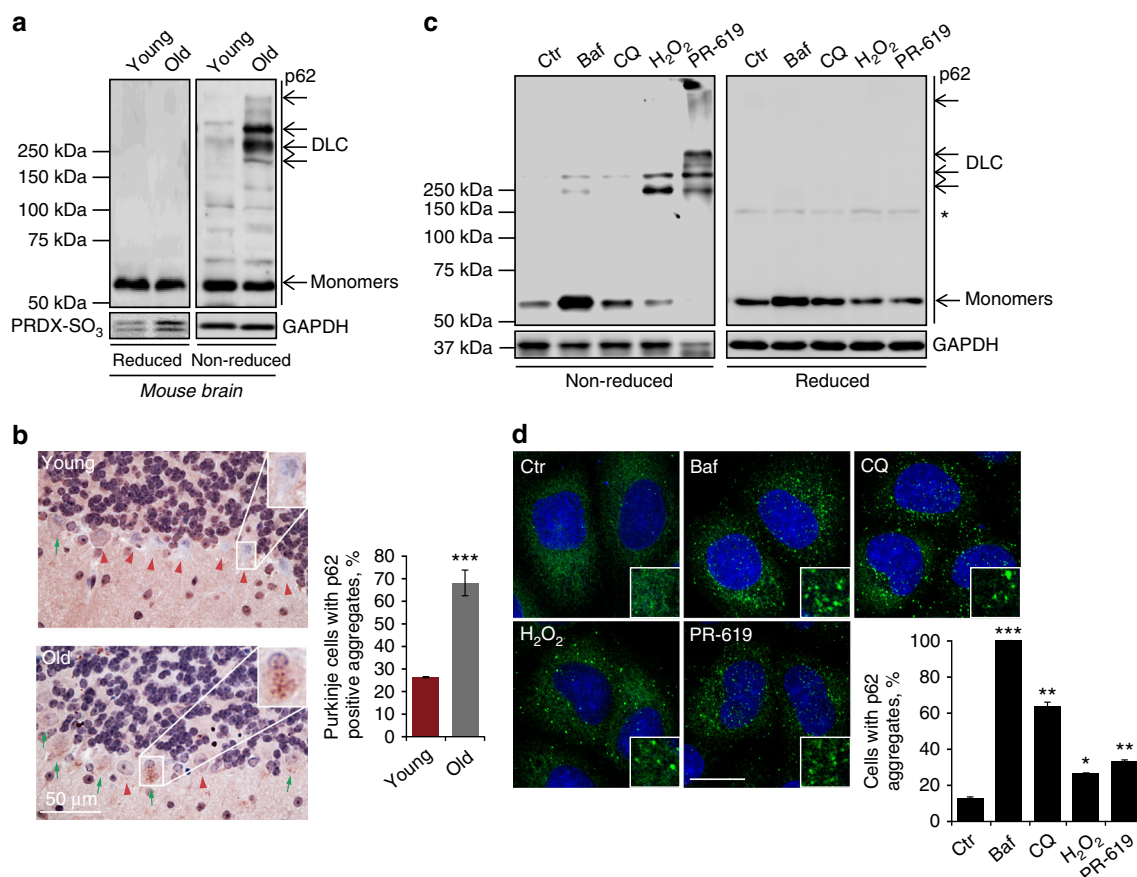 a
Young
Old
Young
Old
p62
DLC
250 kDa
150 kDa
100 kDa
75 kDa
50 kDa
Monomers
PRDX-SO3
GAPDH
Reduced
Non-reduced
Mouse brain
c
Ctr
Baf
CQ
H2O2
PR-619
Ctr
Baf
CQ
H2O2
PR-619
p62
DLC
250 kDa
150 kDa
*
100 kDa
75 kDa
50 kDa
Monomers
37 kDa
GAPDH
Non-reduced
Reduced
b
Young
Old
50 µm
Purkinje cells with p62
positive aggregates, %
80
70
60
50
40
30
20
10
0
***
Young
Old
d
Ctr
Baf
CQ
H2O2
PR-619
Cells with p62
aggregates, %
100
80
60
40
20
0
***
**
*
**
Ctr
Baf
CQ
H2O2
PR-619